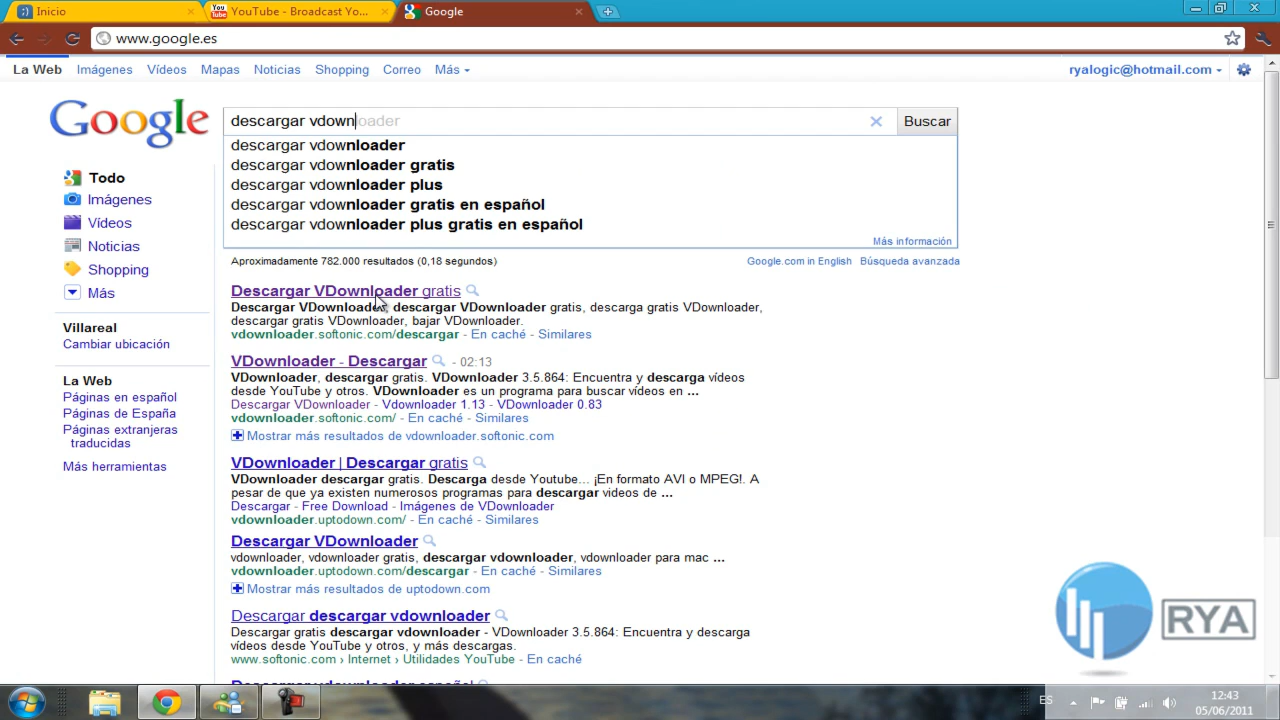 Inicio
YouTube - Broadcast Yo...
Google
www.google.es
La Web Imágenes Vídeos Mapas Noticias Shopping Correo Más
ryalogic@hotmail.com
Google
descargar vdownloader
Buscar
descargar vdownloader
descargar vdownloader gratis
descargar vdownloader plus
descargar vdownloader gratis en español
descargar vdownloader plus gratis en español
Más información
Aproximadamente 782.000 resultados (0,18 segundos)
Google.com in English Búsqueda avanzada
Todo
Imágenes
Vídeos
Noticias
Shopping
Más
Villareal
Cambiar ubicación
La Web
Páginas en español
Páginas de España
Páginas extranjeras
traducidas
Más herramientas
Descargar VDownloader gratis
Descargar VDownloader, descargar VDownloader gratis, descarga gratis VDownloader,
descargar gratis VDownloader, bajar VDownloader.
vdownloader.softonic.com/descargar - En caché - Similares
VDownloader - Descargar - 02:13
VDownloader, descargar gratis. VDownloader 3.5.864: Encuentra y descarga vídeos
desde YouTube y otros. VDownloader es un programa para buscar vídeos en ...
Descargar VDownloader - Vdownloader 1.13 - VDownloader 0.83
vdownloader.softonic.com/ - En caché - Similares
Mostrar más resultados de vdownloader.softonic.com
VDownloader | Descargar gratis
VDownloader descargar gratis. Descarga desde Youtube... ¡En formato AVI o MPEG!. A
pesar de que ya existen numerosos programas para descargar videos de ...
Descargar - Free Download - Imágenes de VDownloader
vdownloader.uptodown.com/ - En caché - Similares
Descargar VDownloader
vdownloader, vdownloader gratis, descargar vdownloader, vdownloader para mac ...
vdownloader.uptodown.com/descargar - En caché - Similares
Mostrar más resultados de uptodown.com
Descargar descargar vdownloader
Descargar gratis descargar vdownloader - VDownloader 3.5.864: Encuentra y descarga
vídeos desde YouTube y otros, y más descargas.
www.softonic.com › Internet › Utilidades YouTube - En caché
Descargar vdownloader español
RYA
ES
12:43
05/06/2011